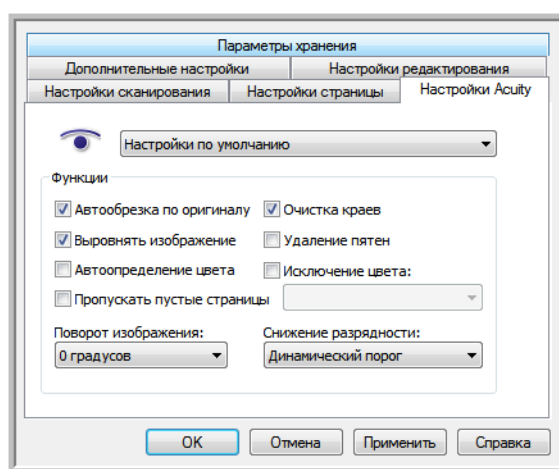 Параметры хранения
Дополнительные настройки Настройки редактирования
Настройки сканирования Настройки страницы Настройки Acuity
Настройки по умолчанию
Функции
Автообрезка по оригиналу Очистка краев
Выровнять изображение Удаление пятен
Автоопределение цвета Исключение цвета:
Пропускать пустые страницы
Поворот изображения: Снижение разрядности:
0 градусов Динамический порог
OK Отмена Применить Справка